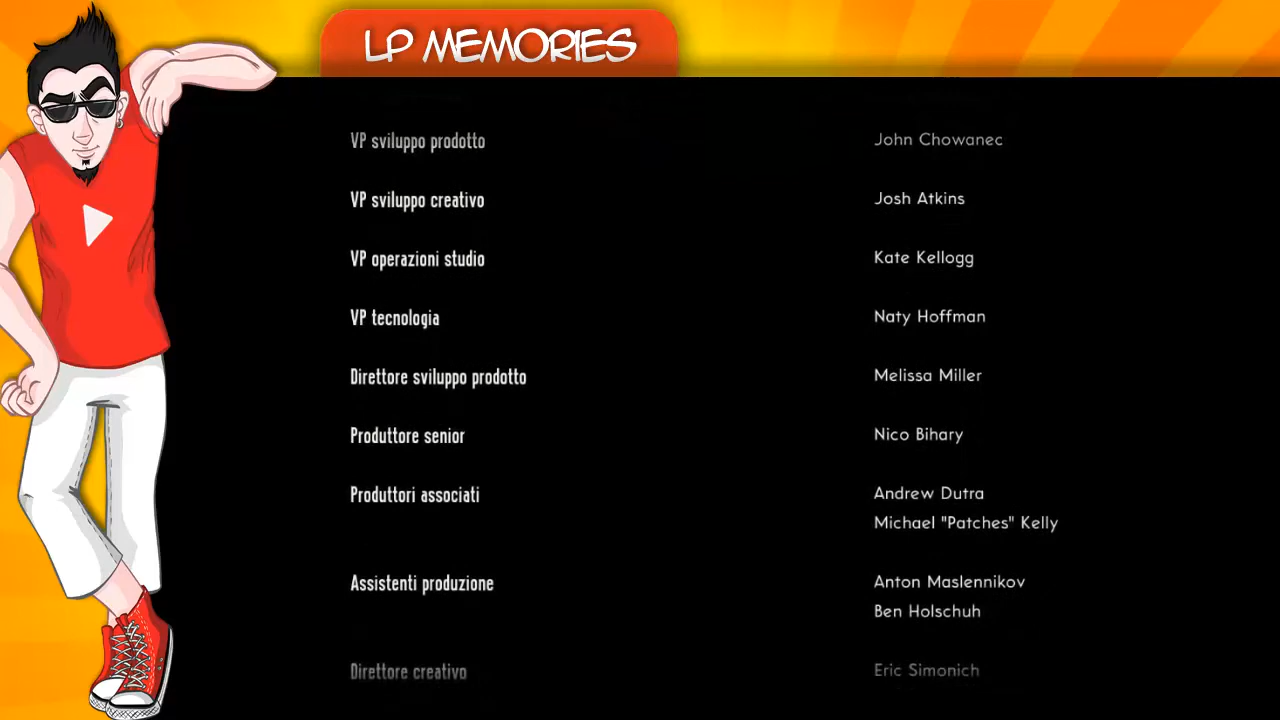 LP MEMORIES
VP sviluppo prodotto John Chowanec
VP sviluppo creativo Josh Atkins
VP operazioni studio Kate Kellogg
VP tecnologia Naty Hoffman
Direttore sviluppo prodotto Melissa Miller
Produttore senior Nico Bihary
Produttori associati Andrew Dutra
Michael "Patches" Kelly
Assistenti produzione Anton Maslennikov
Ben Holschuh
Direttore creativo Eric Simonich